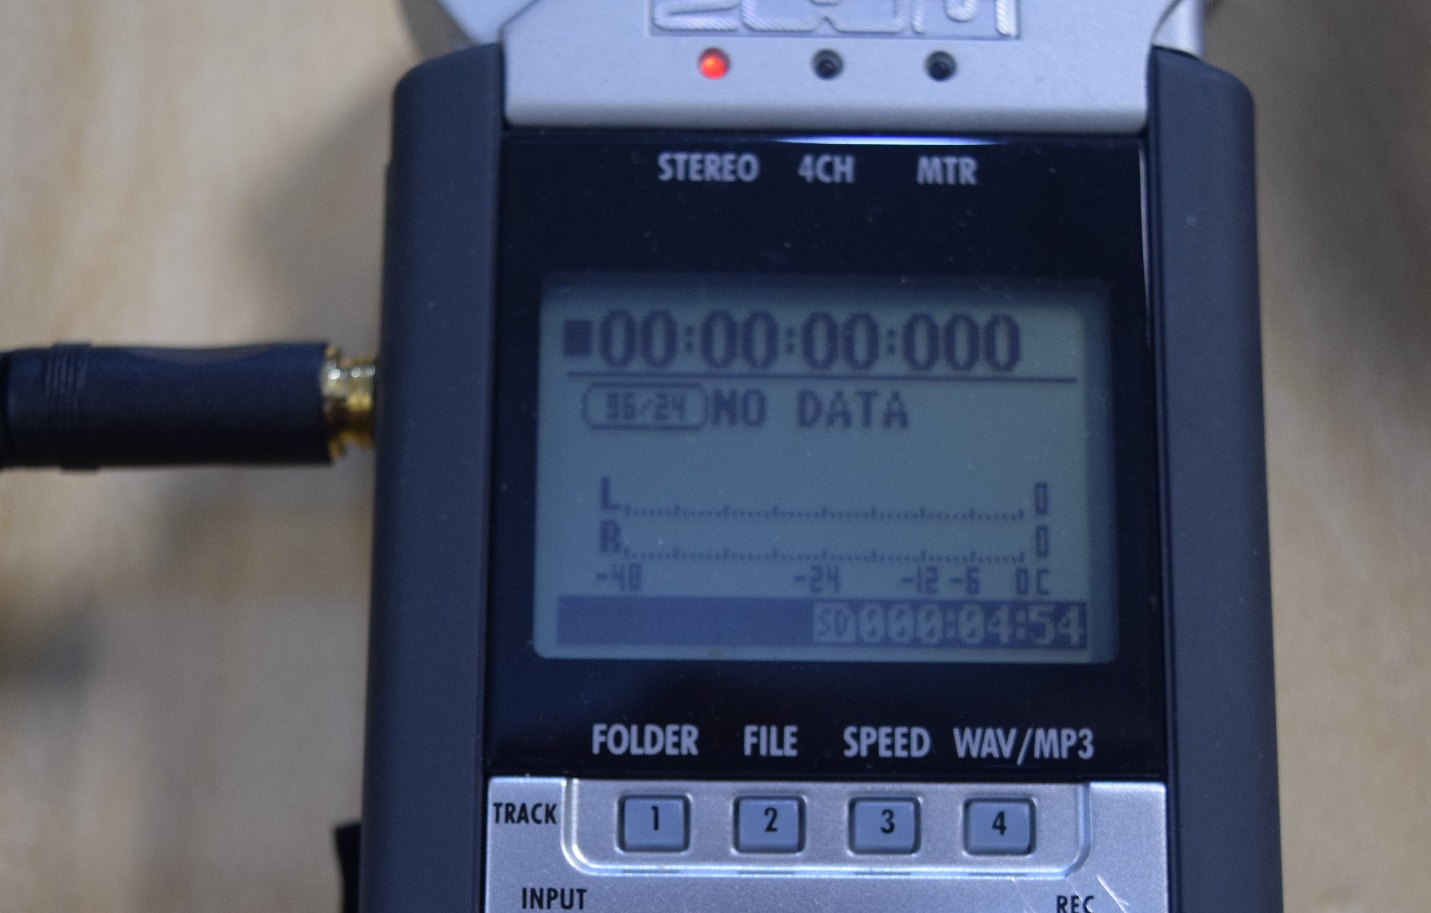 ZOOM
STEREO 4CH MTR
00:00:00:000
96/24 NO DATA
L 0
R 0
-48 -24 -12 -6 0C
SD 000:04:54
FOLDER FILE SPEED WAV/MP3
TRACK 1 2 3 4
INPUT REC